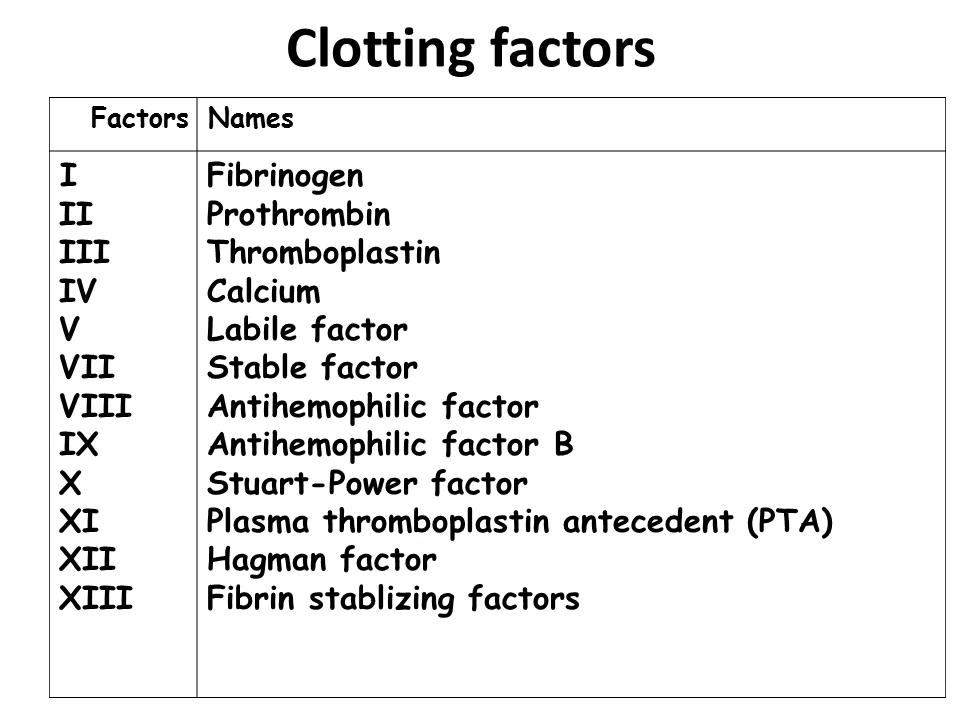 Clotting factors
Factors Names
I Fibrinogen
II Prothrombin
III Thromboplastin
IV Calcium
V Labile factor
VII Stable factor
VIII Antihemophilic factor
IX Antihemophilic factor B
X Stuart-Power factor
XI Plasma thromboplastin antecedent (PTA)
XII Hagman factor
XIII Fibrin stablizing factors